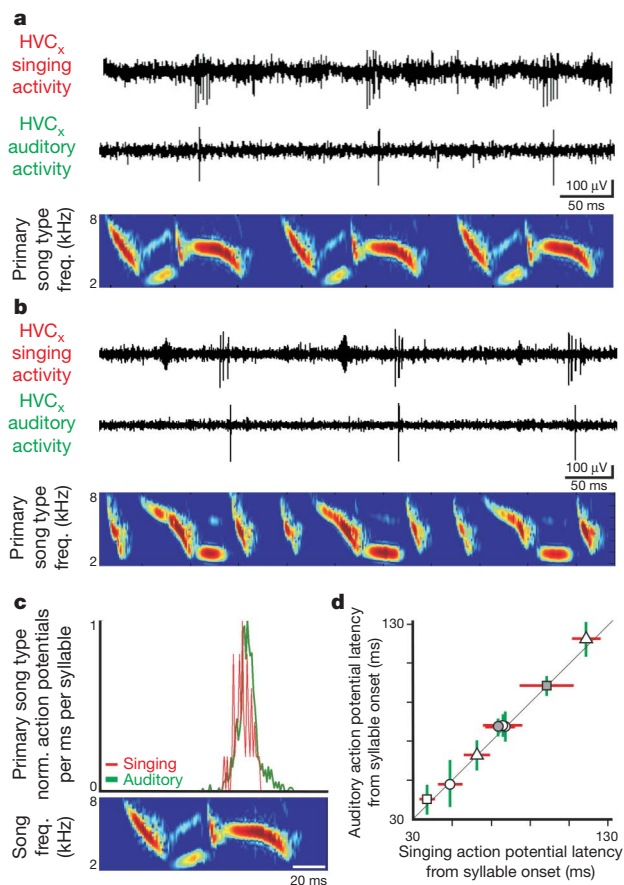 a
HVCx
singing
activity
HVCx
auditory
activity
100 µV
50 ms
Primary
song type
freq. (kHz)
8
2
b
HVCx
singing
activity
HVCx
auditory
activity
100 µV
50 ms
Primary
song type
freq. (kHz)
8
2
c
Primary song type
norm. action potentials
per ms per syllable
1
0
Singing
Auditory
Song
freq.
(kHz)
8
2
20 ms
d
Auditory action potential latency
from syllable onset (ms)
130
30
30
130
Singing action potential latency
from syllable onset (ms)